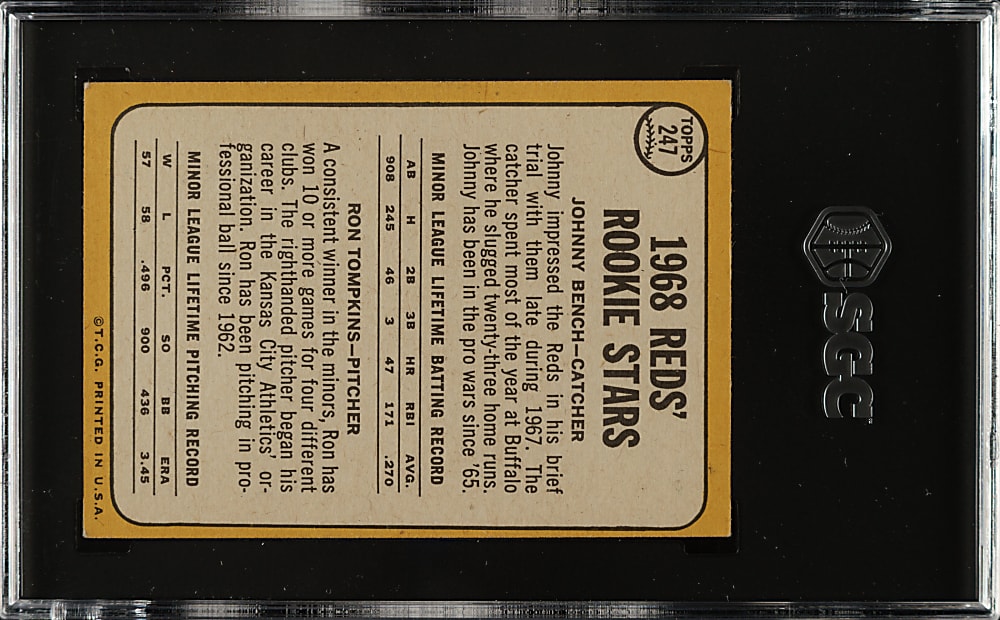 TOPPS
247
1968 REDS'
ROOKIE STARS
JOHNNY BENCH—CATCHER
Johnny impressed the Reds in his brief
trial with them late during 1967. The
catcher spent most of the year at Buffalo
where he slugged twenty-three home runs.
Johnny has been in the pro wars since '65.
MINOR LEAGUE LIFETIME BATTING RECORD
AB H 2B 3B HR RBI AVG.
908 245 46 3 47 171 .270
RON TOMPKINS—PITCHER
A consistent winner in the minors, Ron has
won 10 or more games for four different
clubs. The righthanded pitcher began his
career in the Kansas City Athletics' or-
ganization. Ron has been pitching in pro-
fessional ball since 1962.
MINOR LEAGUE LIFETIME PITCHING RECORD
W L PCT. SO BB ERA
57 58 .496 900 436 3.45
©T.C.G. PRINTED IN U.S.A.
SGC